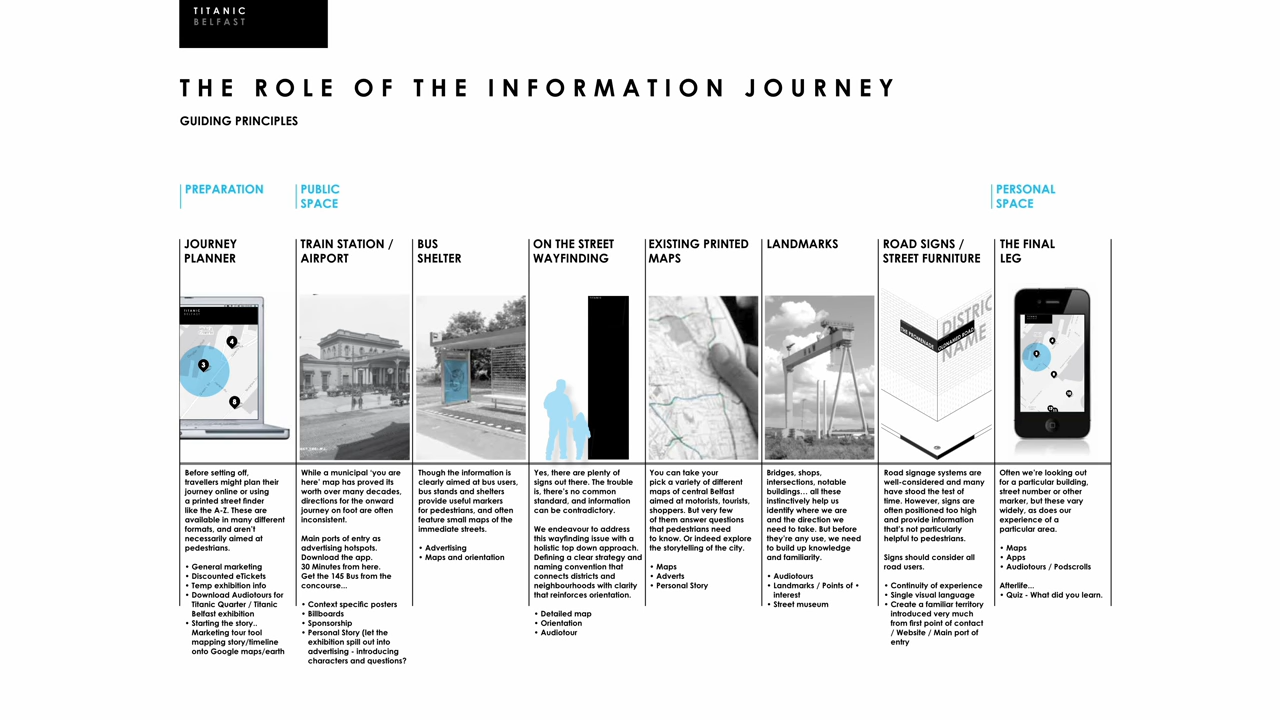 TITANIC
BELFAST
THE ROLE OF THE INFORMATION JOURNEY
GUIDING PRINCIPLES
PREPARATION
PUBLIC
SPACE
PERSONAL
SPACE
JOURNEY
PLANNER
TRAIN STATION /
AIRPORT
BUS
SHELTER
ON THE STREET
WAYFINDING
EXISTING PRINTED
MAPS
LANDMARKS
ROAD SIGNS /
STREET FURNITURE
THE FINAL
LEG
TITANIC
4
3
8
THE PROMENADE
OLDNAMED ROAD
DISTRIC
NAME
Before setting off,
travellers might plan their
journey online or using
a printed street finder
like the A-Z. These are
available in many different
formats, and aren't
necessarily aimed at
pedestrians.
• General marketing
• Discounted eTickets
• Temp exhibition info
• Download Audiotours for
Titanic Quarter / Titanic
Belfast exhibition
• Starting the story..
Marketing tour tool
mapping story/timeline
onto Google maps/earth
While a municipal 'you are
here' map has proved its
worth over many decades,
directions for the onward
journey on foot are often
inconsistent.
Main ports of entry as
advertising hotspots.
Download the app.
30 Minutes from here.
Get the 145 Bus from the
concourse...
• Context specific posters
• Billboards
• Sponsorship
• Personal Story (let the
exhibition spill out into
advertising - introducing
characters and questions?
Though the information is
clearly aimed at bus users,
bus stands and shelters
provide useful markers
for pedestrians, and often
feature small maps of the
immediate streets.
• Advertising
• Maps and orientation
Yes, there are plenty of
signs out there. The trouble
is, there's no common
standard, and information
can be contradictory.
We endeavour to address
this wayfinding issue with a
holistic top down approach.
Defining a clear strategy and
naming convention that
connects districts and
neighbourhoods with clarity
that reinforces orientation.
• Detailed map
• Orientation
• Audiotour
You can take your
pick a variety of different
maps of central Belfast
aimed at motorists, tourists,
shoppers. But very few
of them answer questions
that pedestrians need
to know. Or indeed explore
the storytelling of the city.
• Maps
• Adverts
• Personal Story
Bridges, shops,
intersections, notable
buildings… all these
instinctively help us
identify where we are
and the direction we
need to take. But before
they're any use, we need
to build up knowledge
and familiarity.
• Audiotours
• Landmarks / Points of •
interest
• Street museum
Road signage systems are
well-considered and many
have stood the test of
time. However, signs are
often positioned too high
and provide information
that's not particularly
helpful to pedestrians.
Signs should consider all
road users.
• Continuity of experience
• Single visual language
• Create a familiar territory
introduced very much
from first point of contact
/ Website / Main port of
entry
Often we're looking out
for a particular building,
street number or other
marker, but these vary
widely, as does our
experience of a
particular area.
• Maps
• Apps
• Audiotours / Podscrolls
Afterlife...
• Quiz - What did you learn.